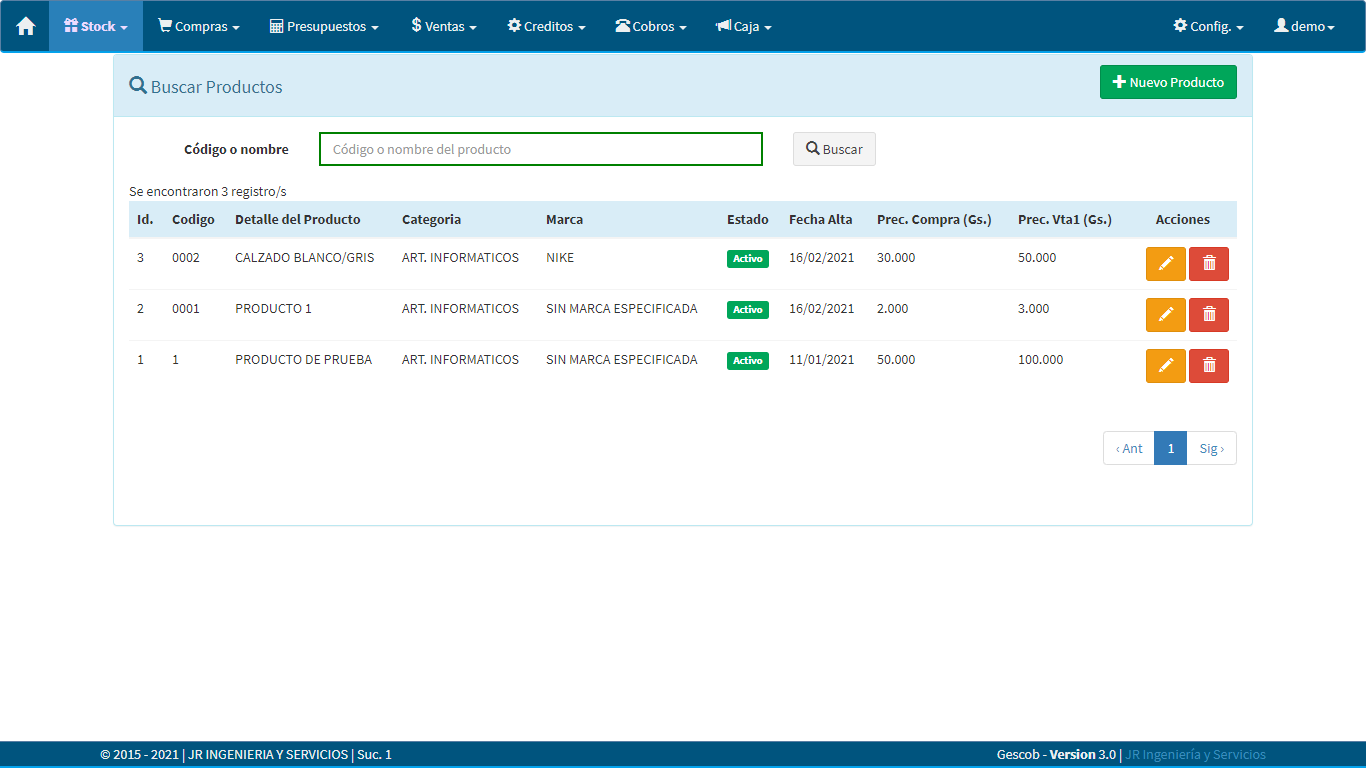 Stock Compras Presupuestos $ Ventas Creditos Cobros Caja Config. demo
Buscar Productos
Nuevo Producto
Código o nombre Código o nombre del producto Buscar
Se encontraron 3 registro/s
Id. Codigo Detalle del Producto Categoria Marca Estado Fecha Alta Prec. Compra (Gs.) Prec. Vta1 (Gs.) Acciones
3 0002 CALZADO BLANCO/GRIS ART. INFORMATICOS NIKE Activo 16/02/2021 30.000 50.000
2 0001 PRODUCTO 1 ART. INFORMATICOS SIN MARCA ESPECIFICADA Activo 16/02/2021 2.000 3.000
1 1 PRODUCTO DE PRUEBA ART. INFORMATICOS SIN MARCA ESPECIFICADA Activo 11/01/2021 50.000 100.000
‹ Ant 1 Sig ›
© 2015 - 2021 | JR INGENIERIA Y SERVICIOS | Suc. 1 Gescob - Version 3.0 | JR Ingeniería y Servicios